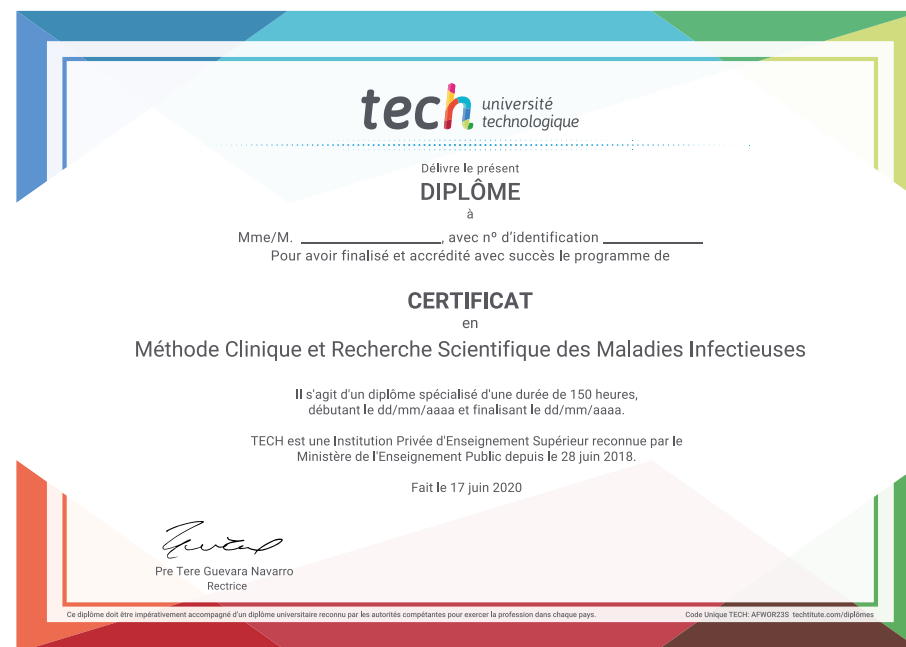 tech université
technologique
Délivre le présent
DIPLÔME
à
Mme/M. ____________________, avec nº d'identification ______________
Pour avoir finalisé et accrédité avec succès le programme de
CERTIFICAT
en
Méthode Clinique et Recherche Scientifique des Maladies Infectieuses
Il s'agit d'un diplôme spécialisé d'une durée de 150 heures,
débutant le dd/mm/aaaa et finalisant le dd/mm/aaaa.
TECH est une Institution Privée d'Enseignement Supérieur reconnue par le
Ministère de l'Enseignement Public depuis le 28 juin 2018.
Fait le 17 juin 2020
Pre Tere Guevara Navarro
Rectrice
Ce diplôme doit être impérativement accompagné d'un diplôme universitaire reconnu par les autorités compétantes pour exercer la profession dans chaque pays.
Code Unique TECH: AFWOR23S techtitute.com/diplômes